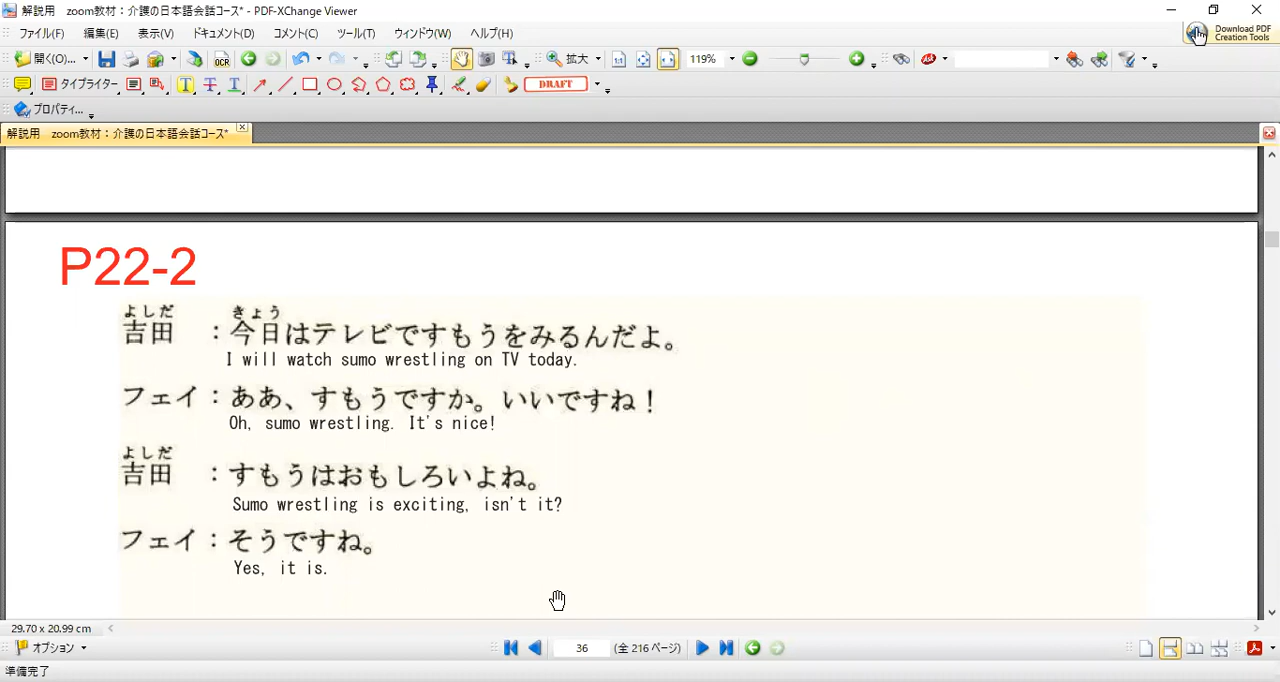 解説用 zoom教材：介護の日本語会話コース* - PDF-XChange Viewer
ファイル(F) 編集(E) 表示(V) ドキュメント(D) コメント(C) ツール(T) ウィンドウ(W) ヘルプ(H)
Download PDF
Creation Tools
開く(O)... OCR 拡大 119%
タイプライター DRAFT
プロパティ...
解説用 zoom教材：介護の日本語会話コース*
P22-2
よしだ きょう
吉田 ：今日はテレビですもうをみるんだよ。
I will watch sumo wrestling on TV today.
フェイ：ああ、すもうですか。いいですね！
Oh, sumo wrestling. It's nice!
よしだ
吉田 ：すもうはおもしろいよね。
Sumo wrestling is exciting, isn't it?
フェイ：そうですね。
Yes, it is.
29.70 x 20.99 cm
オプション 36 (全 216 ページ)
準備完了